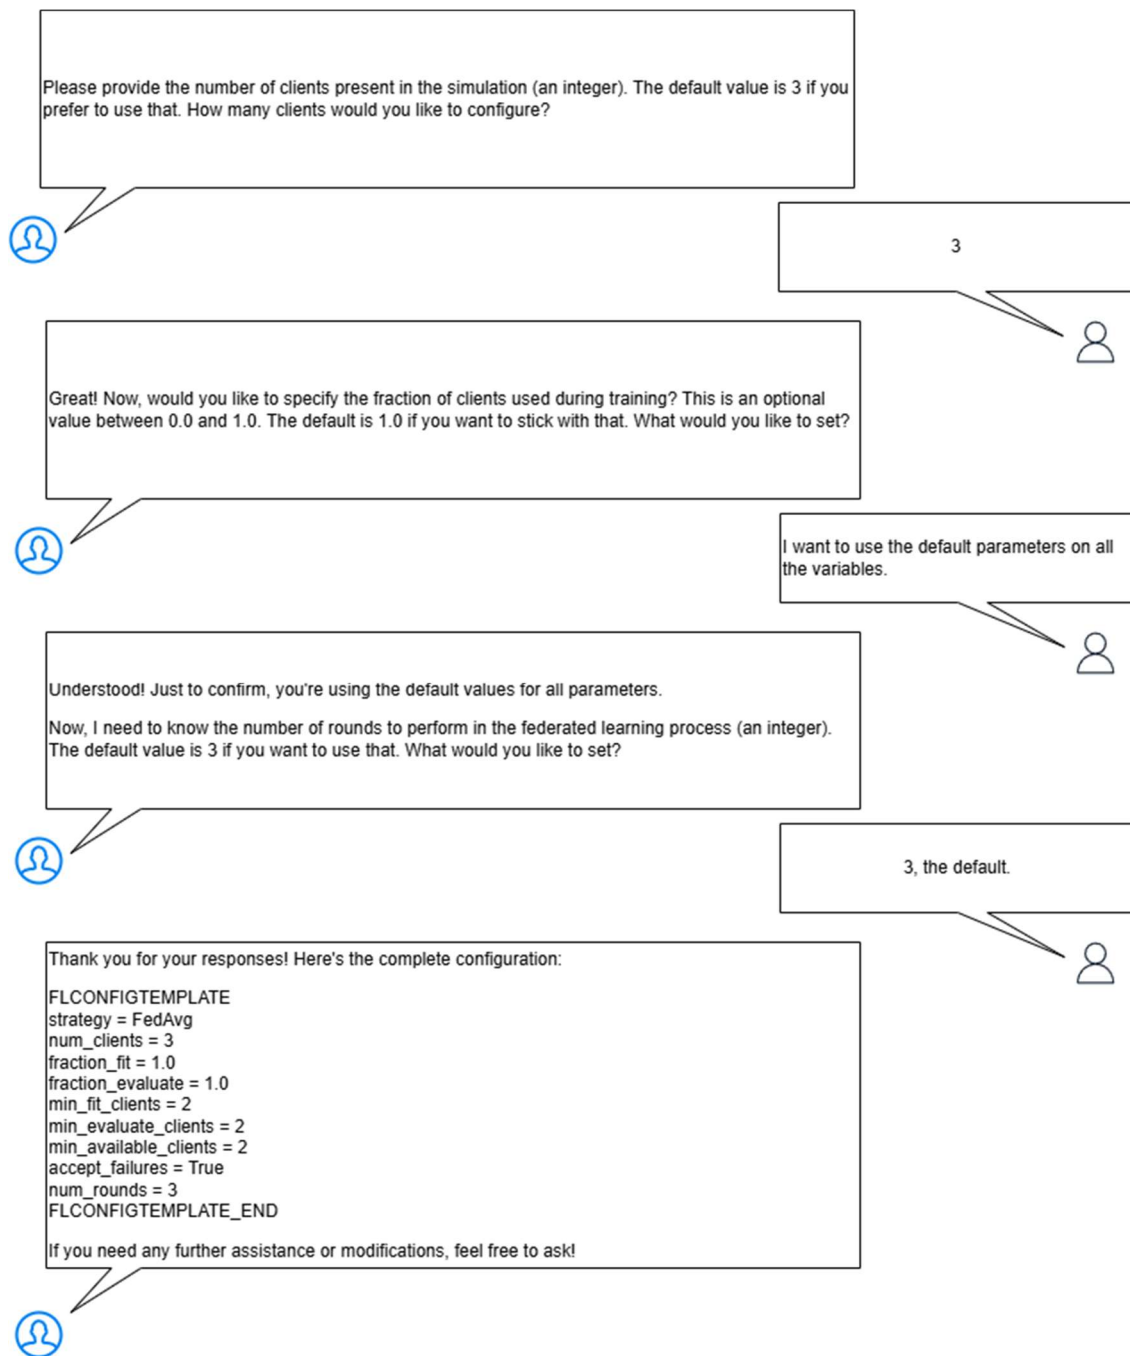 Please provide the number of clients present in the simulation (an integer). The default value is 3 if you
prefer to use that. How many clients would you like to configure?
3
Great! Now, would you like to specify the fraction of clients used during training? This is an optional
value between 0.0 and 1.0. The default is 1.0 if you want to stick with that. What would you like to set?
I want to use the default parameters on all
the variables.
Understood! Just to confirm, you're using the default values for all parameters.
Now, I need to know the number of rounds to perform in the federated learning process (an integer).
The default value is 3 if you want to use that. What would you like to set?
3, the default.
Thank you for your responses! Here's the complete configuration:
FLCONFIGTEMPLATE
strategy = FedAvg
num_clients = 3
fraction_fit = 1.0
fraction_evaluate = 1.0
min_fit_clients = 2
min_evaluate_clients = 2
min_available_clients = 2
accept_failures = True
num_rounds = 3
FLCONFIGTEMPLATE_END
If you need any further assistance or modifications, feel free to ask!